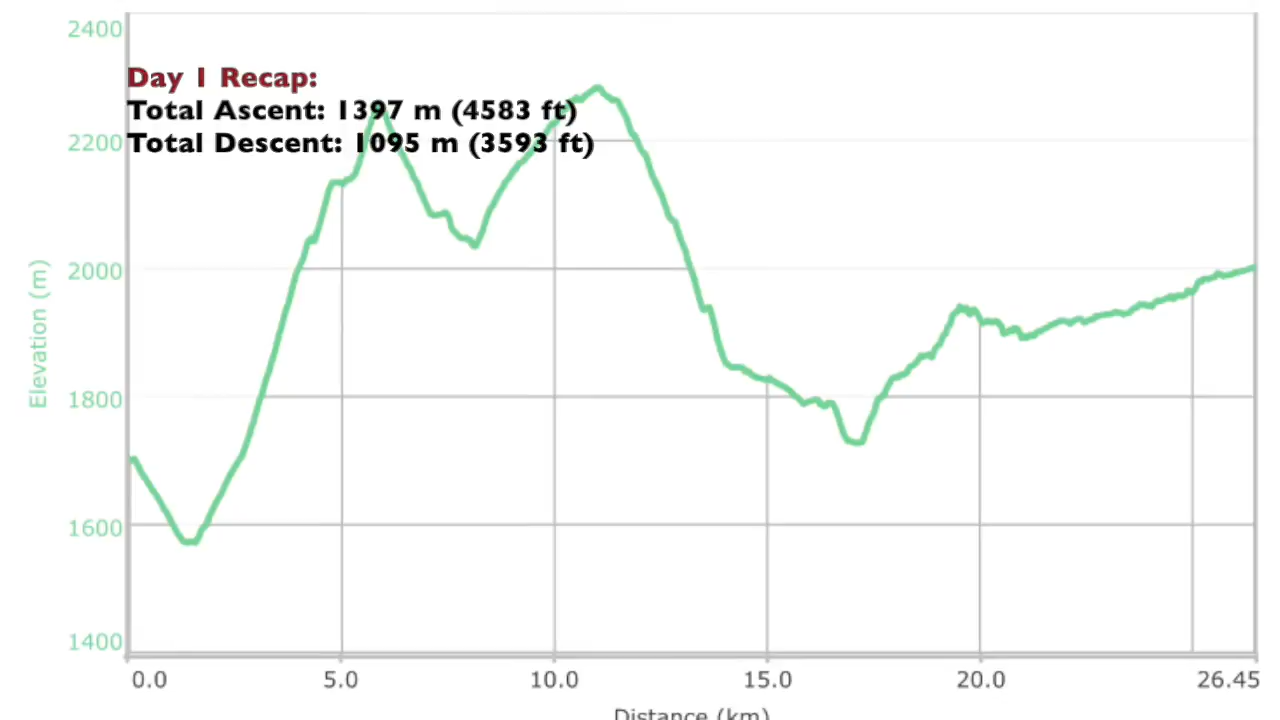 2400
Day 1 Recap:
Total Ascent: 1397 m (4583 ft)
Total Descent: 1095 m (3593 ft)
2200
2000
Elevation (m)
1800
1600
1400
0.0 5.0 10.0 15.0 20.0 26.45
Distance (km)